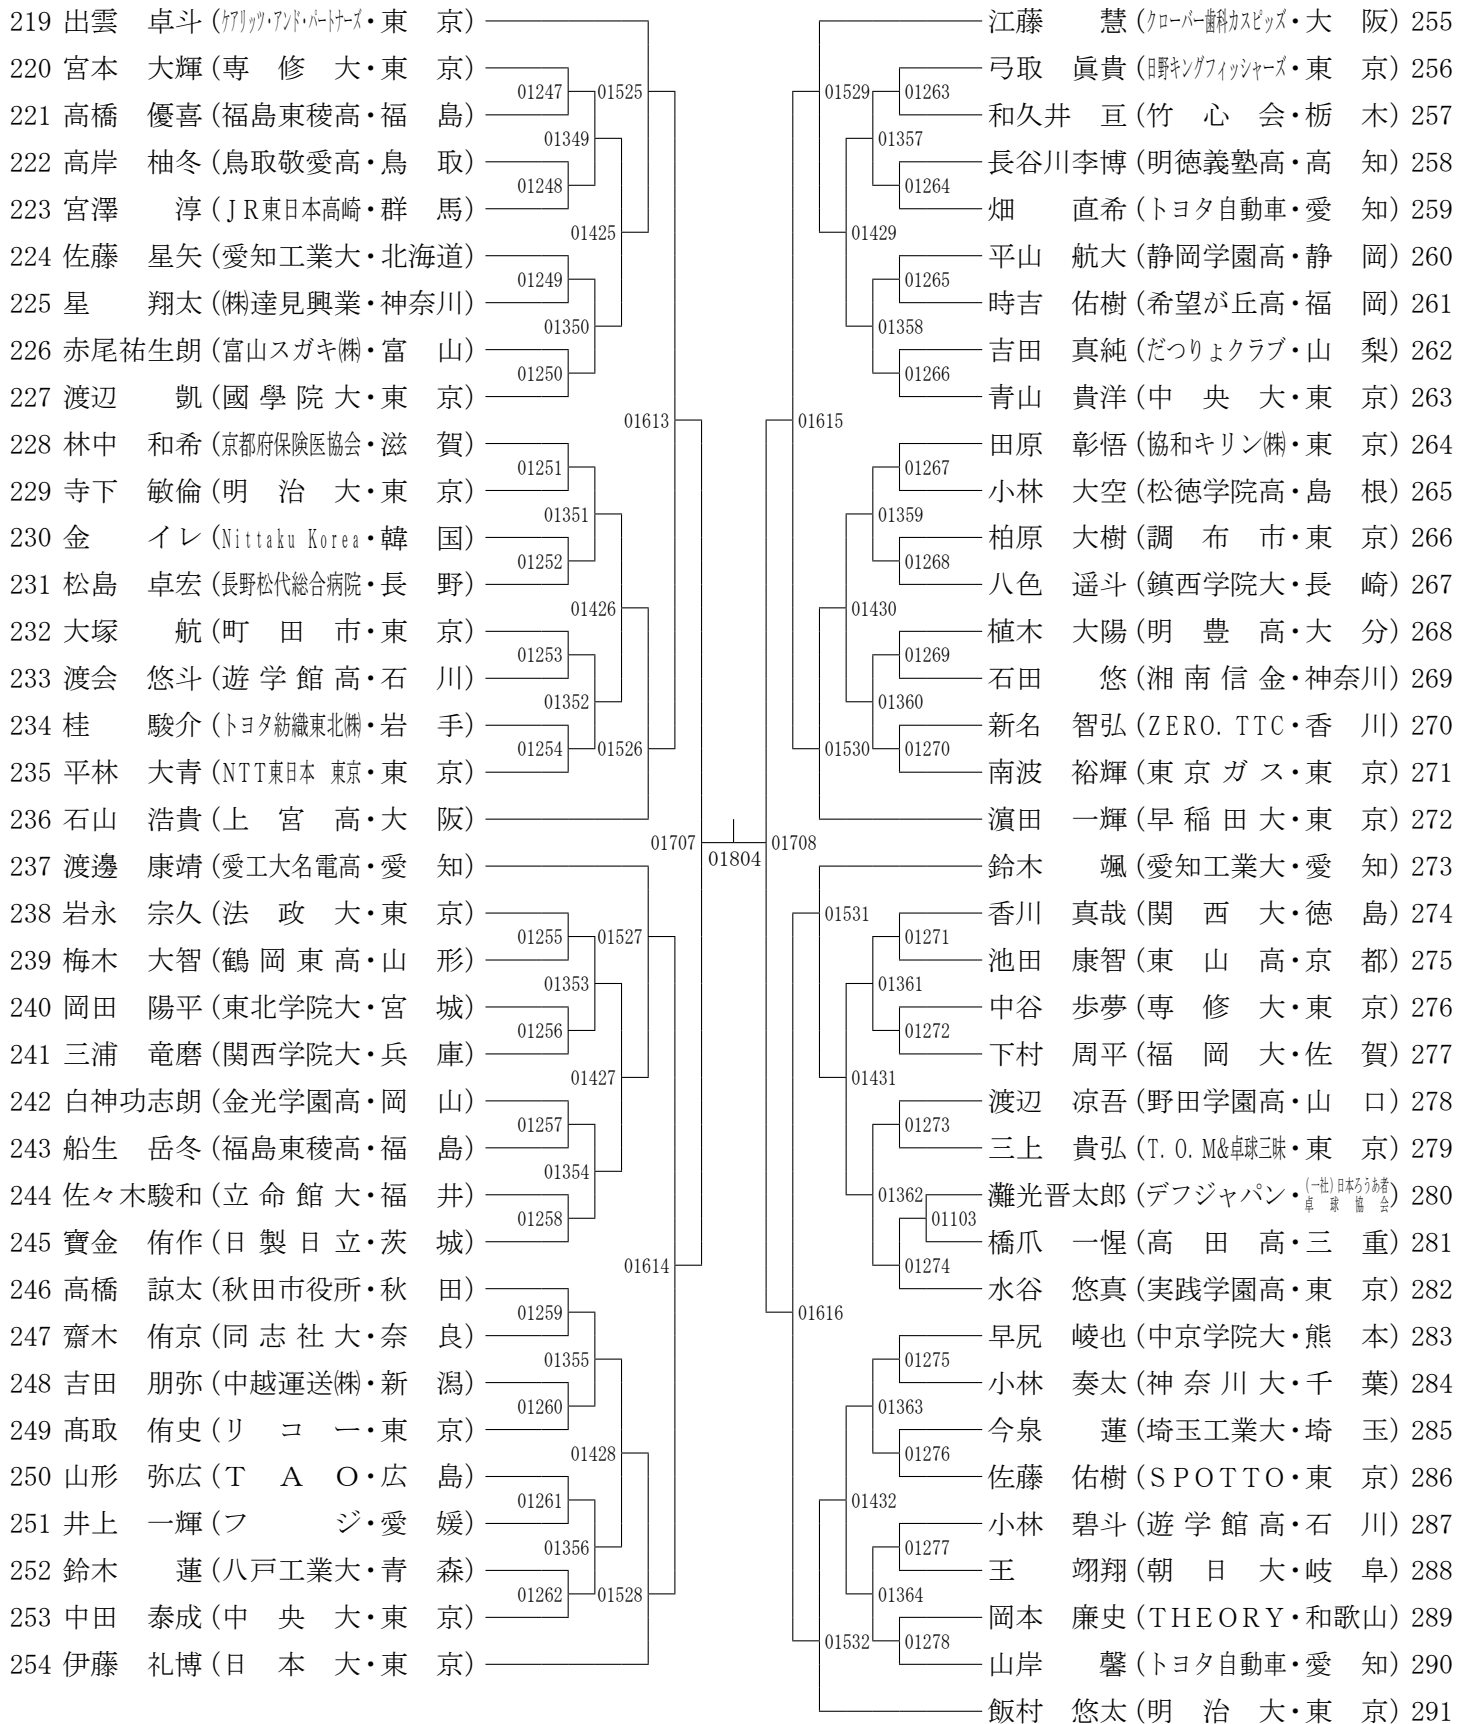 219 出雲　卓斗 (ケアリッツ・アンド・パートナーズ・東　京)
220 宮本　大輝 (専　修　大・東　京)
221 高橋　優喜 (福島東稜高・福　島)
222 高岸　柚冬 (鳥取敬愛高・鳥　取)
223 宮澤　　淳 (JR東日本高崎・群　馬)
224 佐藤　星矢 (愛知工業大・北海道)
225 星　　翔太 (㈱達見興業・神奈川)
226 赤尾祐生朗 (富山スガキ㈱・富　山)
227 渡辺　　凱 (國學院大・東　京)
228 林中　和希 (京都府保険医協会・滋　賀)
229 寺下　敏倫 (明　治　大・東　京)
230 金　　イレ (Nittaku Korea・韓　国)
231 松島　卓宏 (長野松代総合病院・長　野)
232 大塚　　航 (町　田　市・東　京)
233 渡会　悠斗 (遊学館高・石　川)
234 桂　　駿介 (トヨタ紡織東北㈱・岩　手)
235 平林　大青 (NTT東日本 東京・東　京)
236 石山　浩貴 (上　宮　高・大　阪)
237 渡邊　康靖 (愛工大名電高・愛　知)
238 岩永　宗久 (法　政　大・東　京)
239 梅木　大智 (鶴岡東高・山　形)
240 岡田　陽平 (東北学院大・宮　城)
241 三浦　竜磨 (関西学院大・兵　庫)
242 白神功志朗 (金光学園高・岡　山)
243 船生　岳冬 (福島東稜高・福　島)
244 佐々木駿和 (立命館大・福　井)
245 寶金　侑作 (日製日立・茨　城)
246 高橋　諒太 (秋田市役所・秋　田)
247 齋木　侑京 (同志社大・奈　良)
248 吉田　朋弥 (中越運送㈱・新　潟)
249 髙取　侑史 (リ　コ　ー・東　京)
250 山形　弥広 (T　A　O・広　島)
251 井上　一輝 (フ　　　ジ・愛　媛)
252 鈴木　　蓮 (八戸工業大・青　森)
253 中田　泰成 (中　央　大・東　京)
254 伊藤　礼博 (日　本　大・東　京)
01247
01248
01249
01250
01251
01252
01253
01254
01255
01256
01257
01258
01259
01260
01261
01262
01349
01350
01351
01352
01353
01354
01355
01356
01425
01426
01427
01428
01525
01526
01527
01528
01613
01614
01707
01804
01708
01615
01616
01529
01530
01531
01532
01429
01430
01431
01432
01357
01358
01359
01360
01361
01362
01363
01364
01263
01264
01265
01266
01267
01268
01269
01270
01271
01272
01273
01103
01274
01275
01276
01277
01278
江藤　　慧 (クローバー歯科カスピッズ・大　阪) 255
弓取　眞貴 (日野キングフィッシャーズ・東　京) 256
和久井　亘 (竹　心　会・栃　木) 257
長谷川李博 (明徳義塾高・高　知) 258
畑　　直希 (トヨタ自動車・愛　知) 259
平山　航大 (静岡学園高・静　岡) 260
時吉　佑樹 (希望が丘高・福　岡) 261
吉田　真純 (だつりょクラブ・山　梨) 262
青山　貴洋 (中　央　大・東　京) 263
田原　彰悟 (協和キリン㈱・東　京) 264
小林　大空 (松徳学院高・島　根) 265
柏原　大樹 (調　布　市・東　京) 266
八色　遥斗 (鎮西学院大・長　崎) 267
植木　大陽 (明　豊　高・大　分) 268
石田　　悠 (湘南信金・神奈川) 269
新名　智弘 (ZERO. TTC・香　川) 270
南波　裕輝 (東京ガス・東　京) 271
濵田　一輝 (早稲田大・東　京) 272
鈴木　　颯 (愛知工業大・愛　知) 273
香川　真哉 (関　西　大・徳　島) 274
池田　康智 (東　山　高・京　都) 275
中谷　歩夢 (専　修　大・東　京) 276
下村　周平 (福　岡　大・佐　賀) 277
渡辺　凉吾 (野田学園高・山　口) 278
三上　貴弘 (T. O. M&卓球三昧・東　京) 279
灘光晋太郎 (デフジャパン・(一社)日本ろうあ者卓球協会) 280
橋爪　一惺 (高　田　高・三　重) 281
水谷　悠真 (実践学園高・東　京) 282
早尻　崚也 (中京学院大・熊　本) 283
小林　奏太 (神奈川大・千　葉) 284
今泉　　蓮 (埼玉工業大・埼　玉) 285
佐藤　佑樹 (SPOTTO・東　京) 286
小林　碧斗 (遊学館高・石　川) 287
王　　翊翔 (朝　日　大・岐　阜) 288
岡本　廉史 (THEORY・和歌山) 289
山岸　　馨 (トヨタ自動車・愛　知) 290
飯村　悠太 (明　治　大・東　京) 291